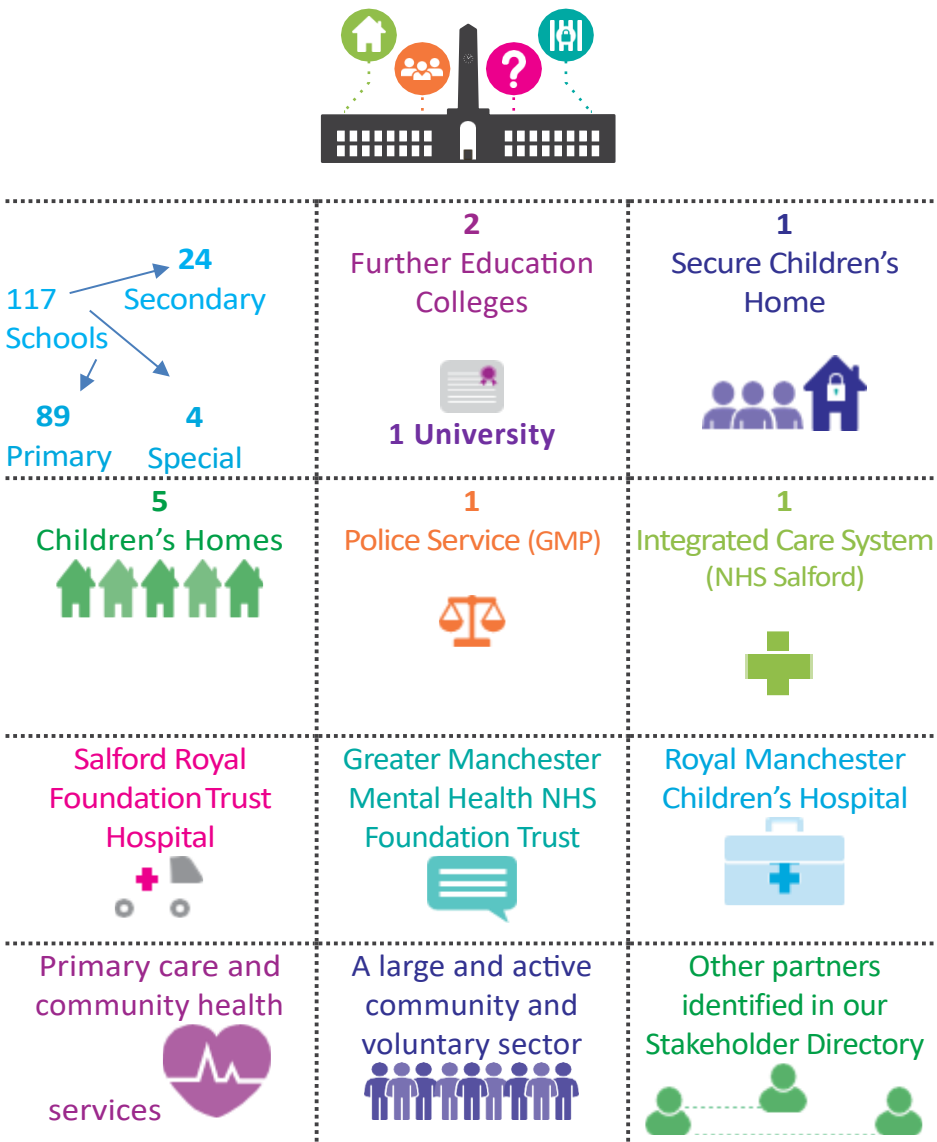 117
Schools
24
Secondary
89
Primary
4
Special
2
Further Education
Colleges
1 University
1
Secure Children’s
Home
5
Children’s Homes
1
Police Service (GMP)
1
Integrated Care System
(NHS Salford)
Salford Royal
Foundation Trust
Hospital
Greater Manchester
Mental Health NHS
Foundation Trust
Royal Manchester
Children’s Hospital
Primary care and
community health
services
A large and active
community and
voluntary sector
Other partners
identified in our
Stakeholder Directory